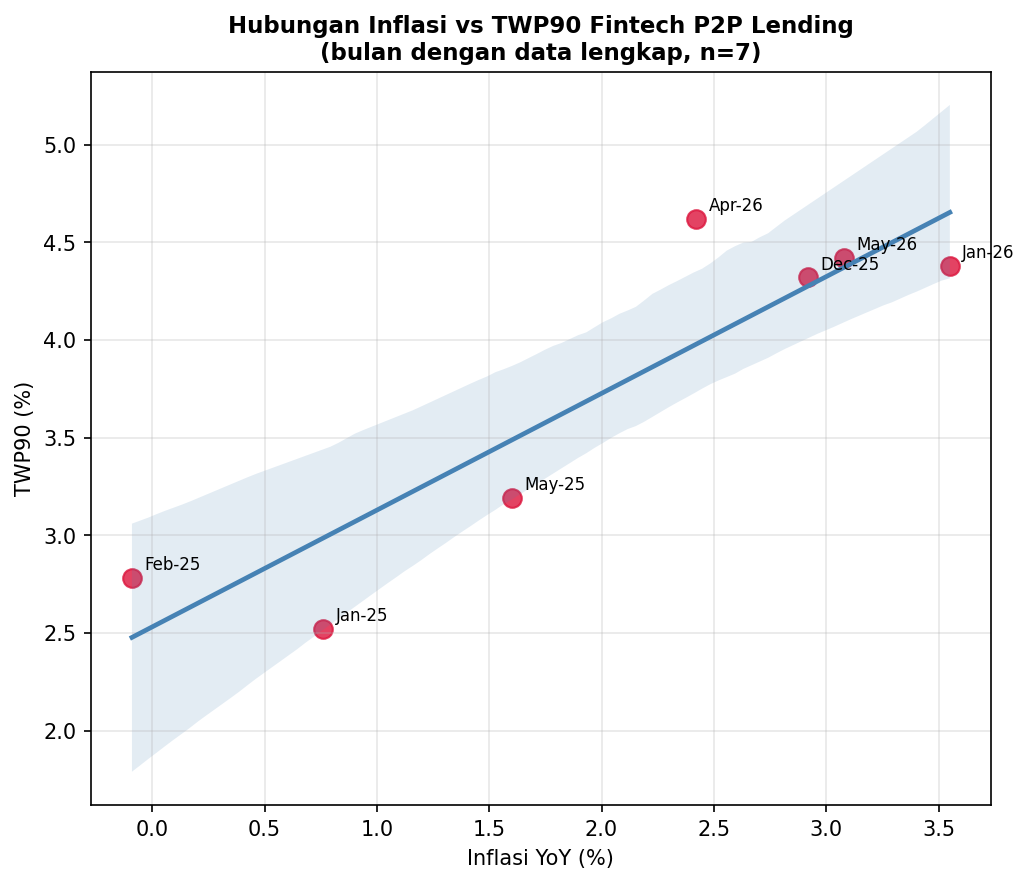 Hubungan Inflasi vs TWP90 Fintech P2P Lending
(bulan dengan data lengkap, n=7)
TWP90 (%)
5.0
4.5
4.0
3.5
3.0
2.5
2.0
Apr-26
May-26
Jan-26
Dec-25
May-25
Feb-25
Jan-25
0.0 0.5 1.0 1.5 2.0 2.5 3.0 3.5
Inflasi YoY (%)